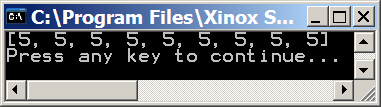 C:\Program Files\Xinox S...
[5, 5, 5, 5, 5, 5, 5, 5, 5]
Press any key to continue...